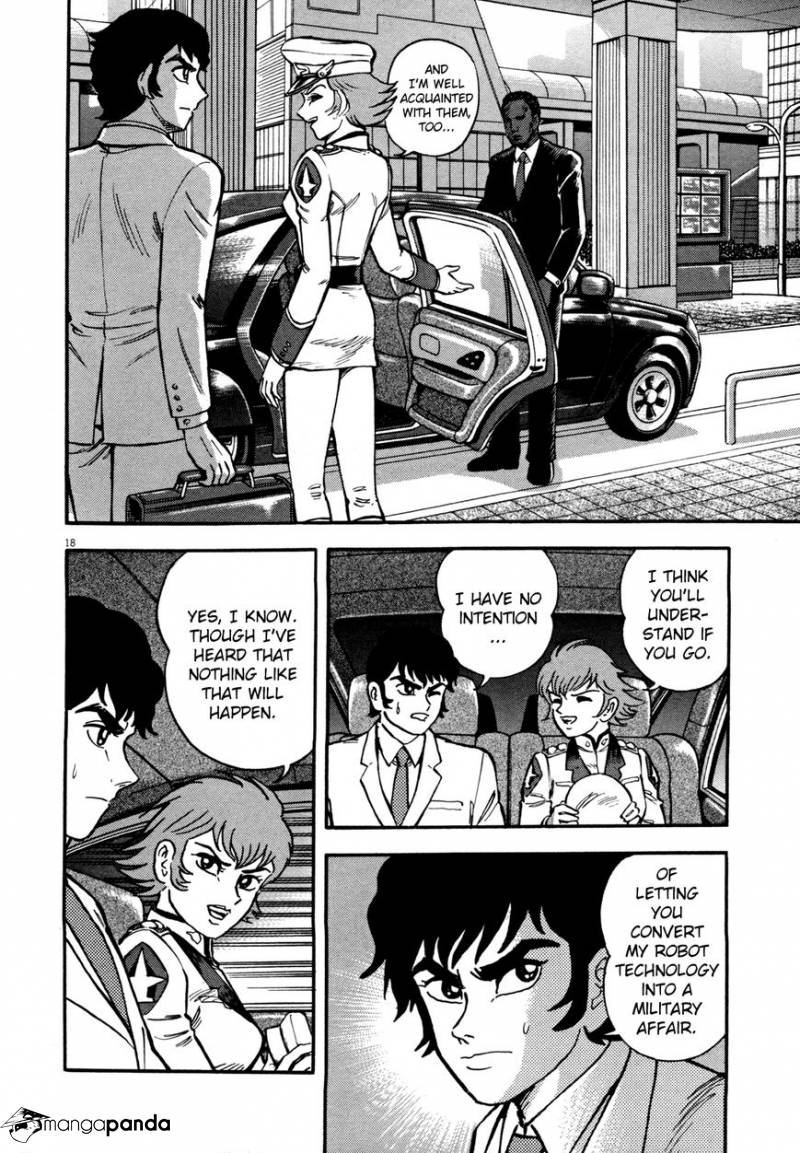 AND
I'M WELL
ACQUAINTED
WITH THEM,
TOO...
18
I THINK
YOU'LL
UNDER-
STAND IF
YOU GO.
I HAVE NO
INTENTION
...
OF
LETTING
YOU
CONVERT
MY ROBOT
TECHNOLOGY
INTO A
MILITARY
AFFAIR.
YES, I KNOW.
THOUGH I'VE
HEARD THAT
NOTHING LIKE
THAT WILL
HAPPEN.
mangapanda